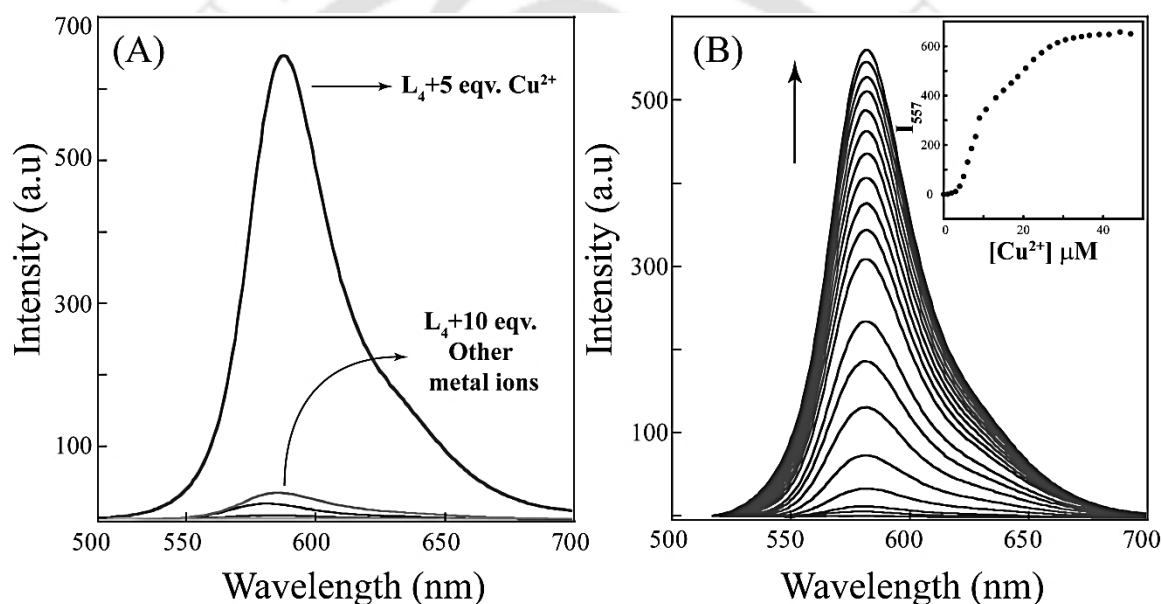 (A)
700
500
300
100
Intensity (a.u)
L₄+5 eqv. Cu²⁺
L₄+10 eqv.
Other
metal ions
500 550 600 650 700
Wavelength (nm)
(B)
500
300
100
Intensity (a.u)
600
400
200
0
I₅₅₇
0 20 40
[Cu²⁺] μM
500 550 600 650 700
Wavelength (nm)